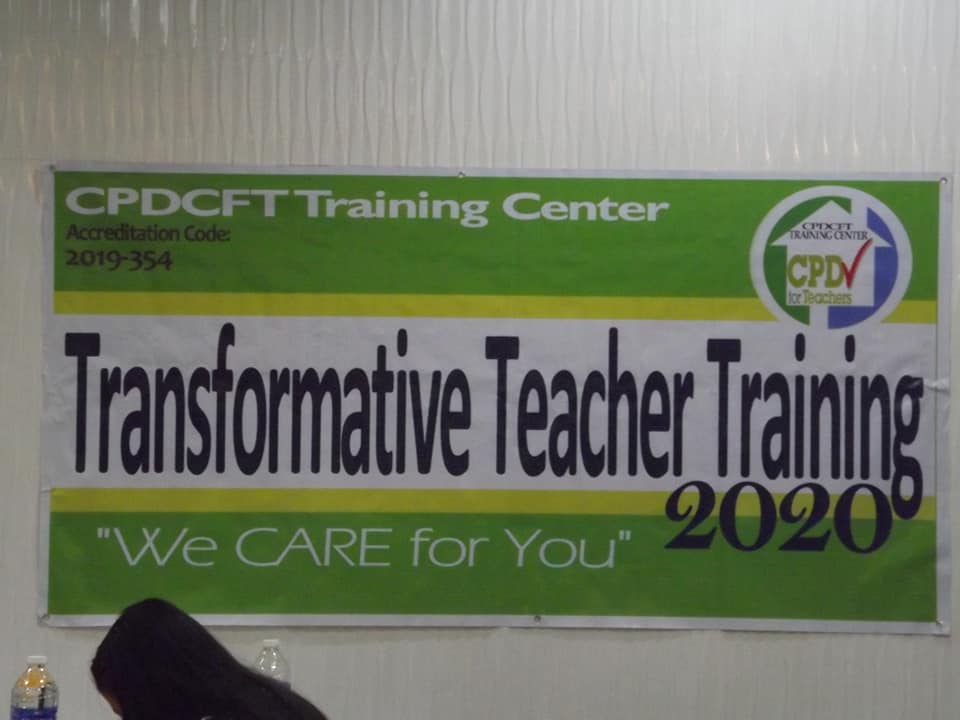 CPDCFT Training Center
Accreditation Code:
2019-354
CPDCFT
TRAINING CENTER
CPD
for Teachers
Transformative Teacher Training
2020
"We CARE for You"